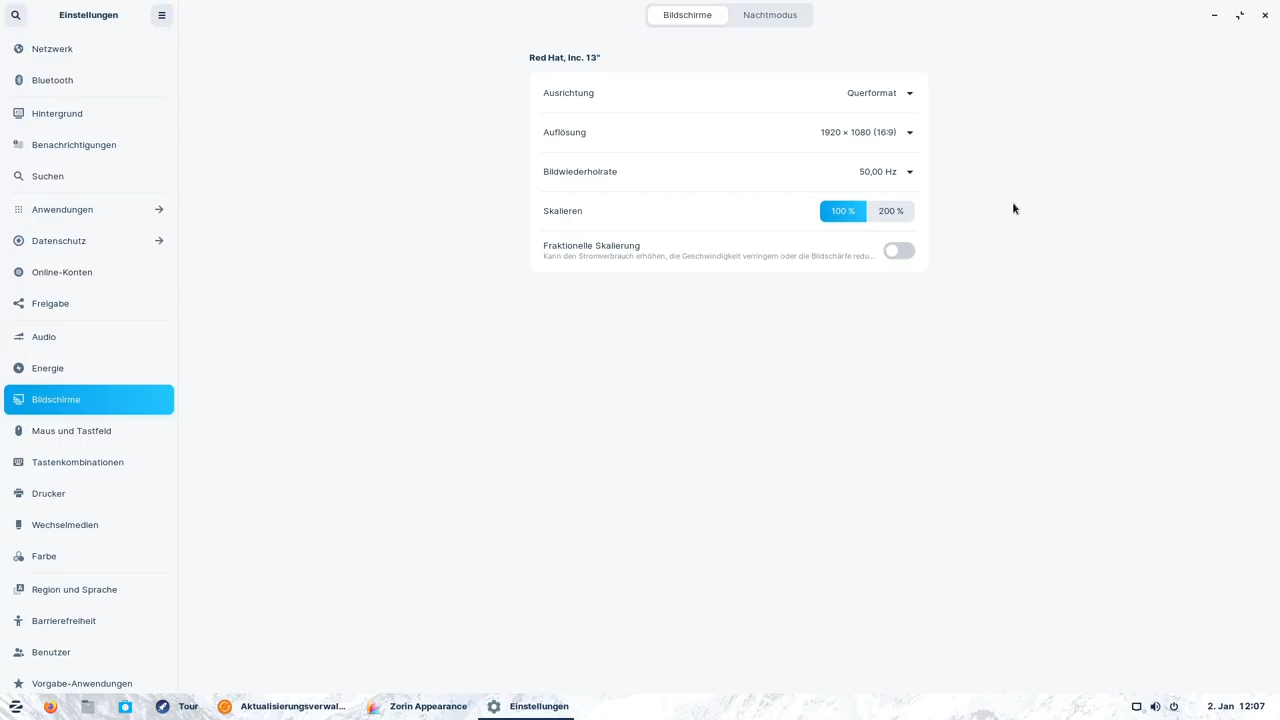 Einstellungen
Bildschirme
Nachtmodus
Netzwerk
Bluetooth
Hintergrund
Benachrichtigungen
Suchen
Anwendungen
Datenschutz
Online-Konten
Freigabe
Audio
Energie
Bildschirme
Maus und Tastfeld
Tastenkombinationen
Drucker
Wechselmedien
Farbe
Region und Sprache
Barrierefreiheit
Benutzer
Vorgabe-Anwendungen
Red Hat, Inc. 13"
Ausrichtung Querformat
Auflösung 1920 × 1080 (16:9)
Bildwiederholrate 50,00 Hz
Skalieren 100 % 200 %
Fraktionelle Skalierung
Kann den Stromverbrauch erhöhen, die Geschwindigkeit verringern oder die Bildschärfe redu...
Tour
Aktualisierungsverwal...
Zorin Appearance
Einstellungen
2. Jan 12:07